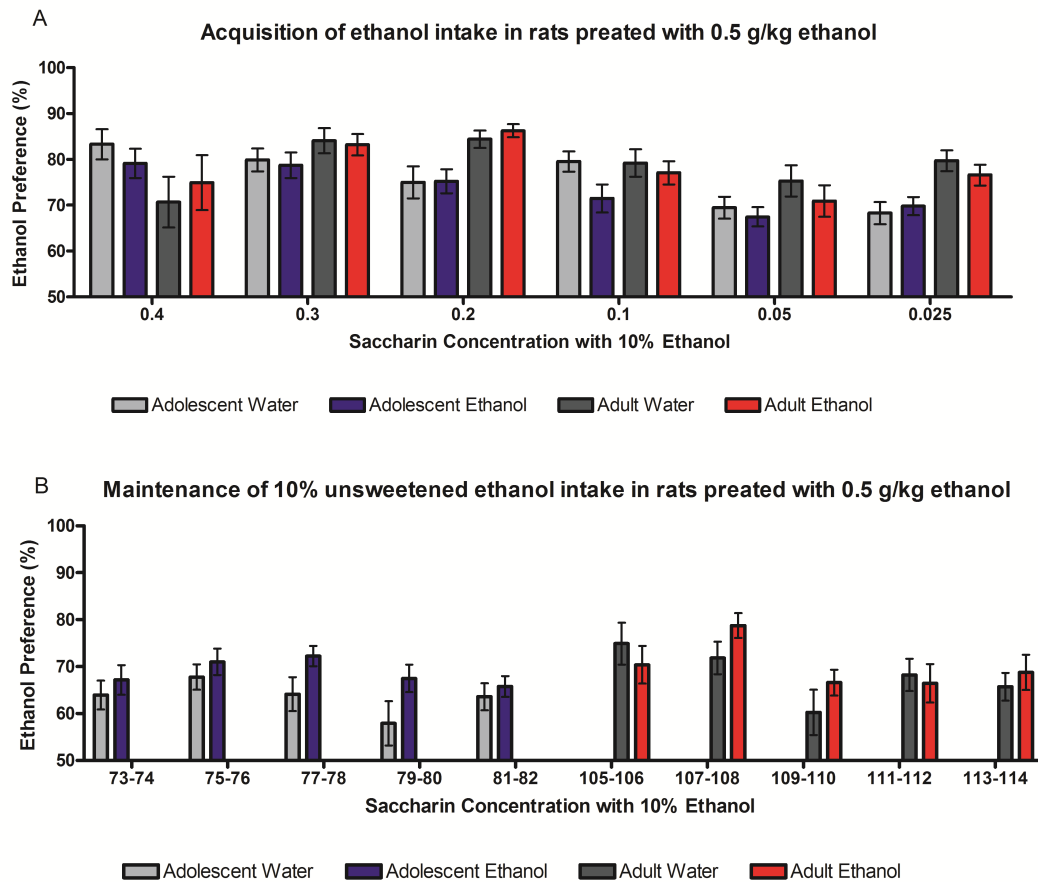 A
Acquisition of ethanol intake in rats preated with 0.5 g/kg ethanol
Ethanol Preference (%)
100
90
80
70
60
50
0.4 0.3 0.2 0.1 0.05 0.025
Saccharin Concentration with 10% Ethanol
Adolescent Water Adolescent Ethanol Adult Water Adult Ethanol
B
Maintenance of 10% unsweetened ethanol intake in rats preated with 0.5 g/kg ethanol
Ethanol Preference (%)
100
90
80
70
60
50
73-74 75-76 77-78 79-80 81-82 105-106 107-108 109-110 111-112 113-114
Saccharin Concentration with 10% Ethanol
Adolescent Water Adolescent Ethanol Adult Water Adult Ethanol